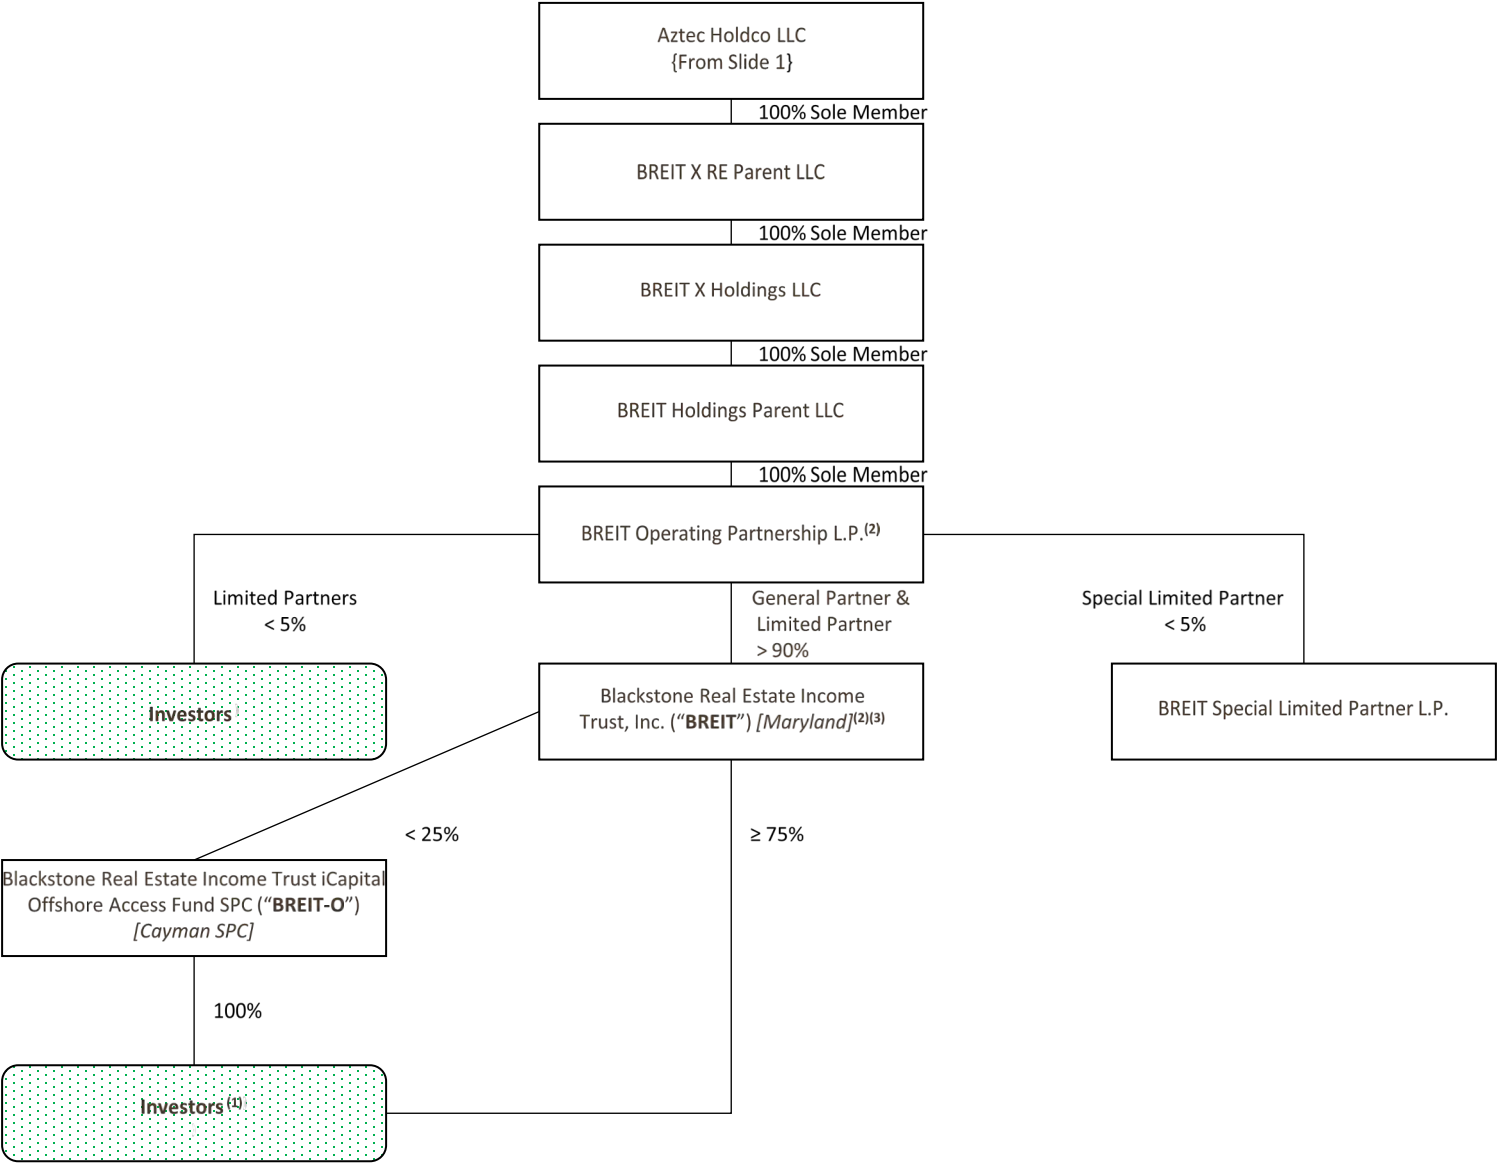 Aztec Holdco LLC
{From Slide 1}
100% Sole Member
BREIT X RE Parent LLC
100% Sole Member
BREIT X Holdings LLC
100% Sole Member
BREIT Holdings Parent LLC
100% Sole Member
BREIT Operating Partnership L.P.(2)
Limited Partners
< 5%
General Partner &
Limited Partner
> 90%
Special Limited Partner
< 5%
Investors
Blackstone Real Estate Income
Trust, Inc. (“BREIT”) [Maryland](2)(3)
BREIT Special Limited Partner L.P.
< 25%
≥ 75%
Blackstone Real Estate Income Trust iCapital
Offshore Access Fund SPC (“BREIT-O”)
[Cayman SPC]
100%
Investors (1)